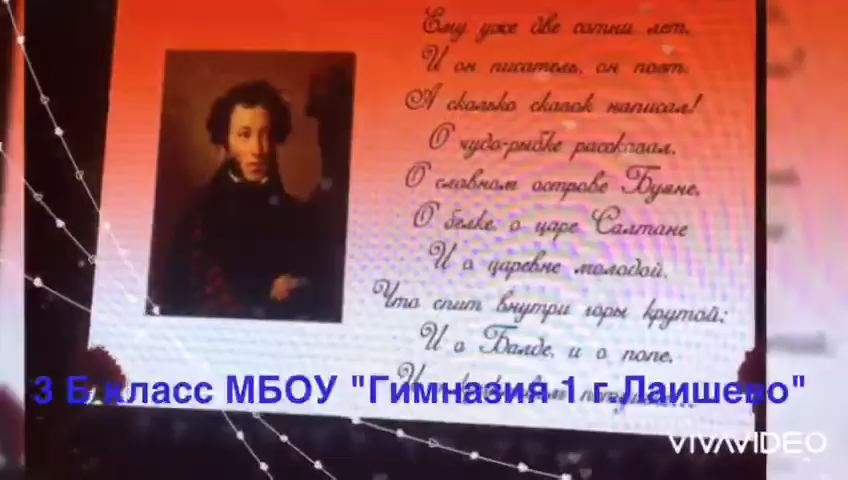 Ему уже две сотни лет,
И он писатель, он поэт.
А сколько сказок написал!
О чудо-рыбке рассказал,
О славном острове Буяне,
О белке, о царе Салтане
И о царевне молодой,
Что спит внутри горы крутой;
И о Балде, и о попе,
3 Б класс МБОУ "Гимназия 1 г Лаишево"
VIVAVIDEO